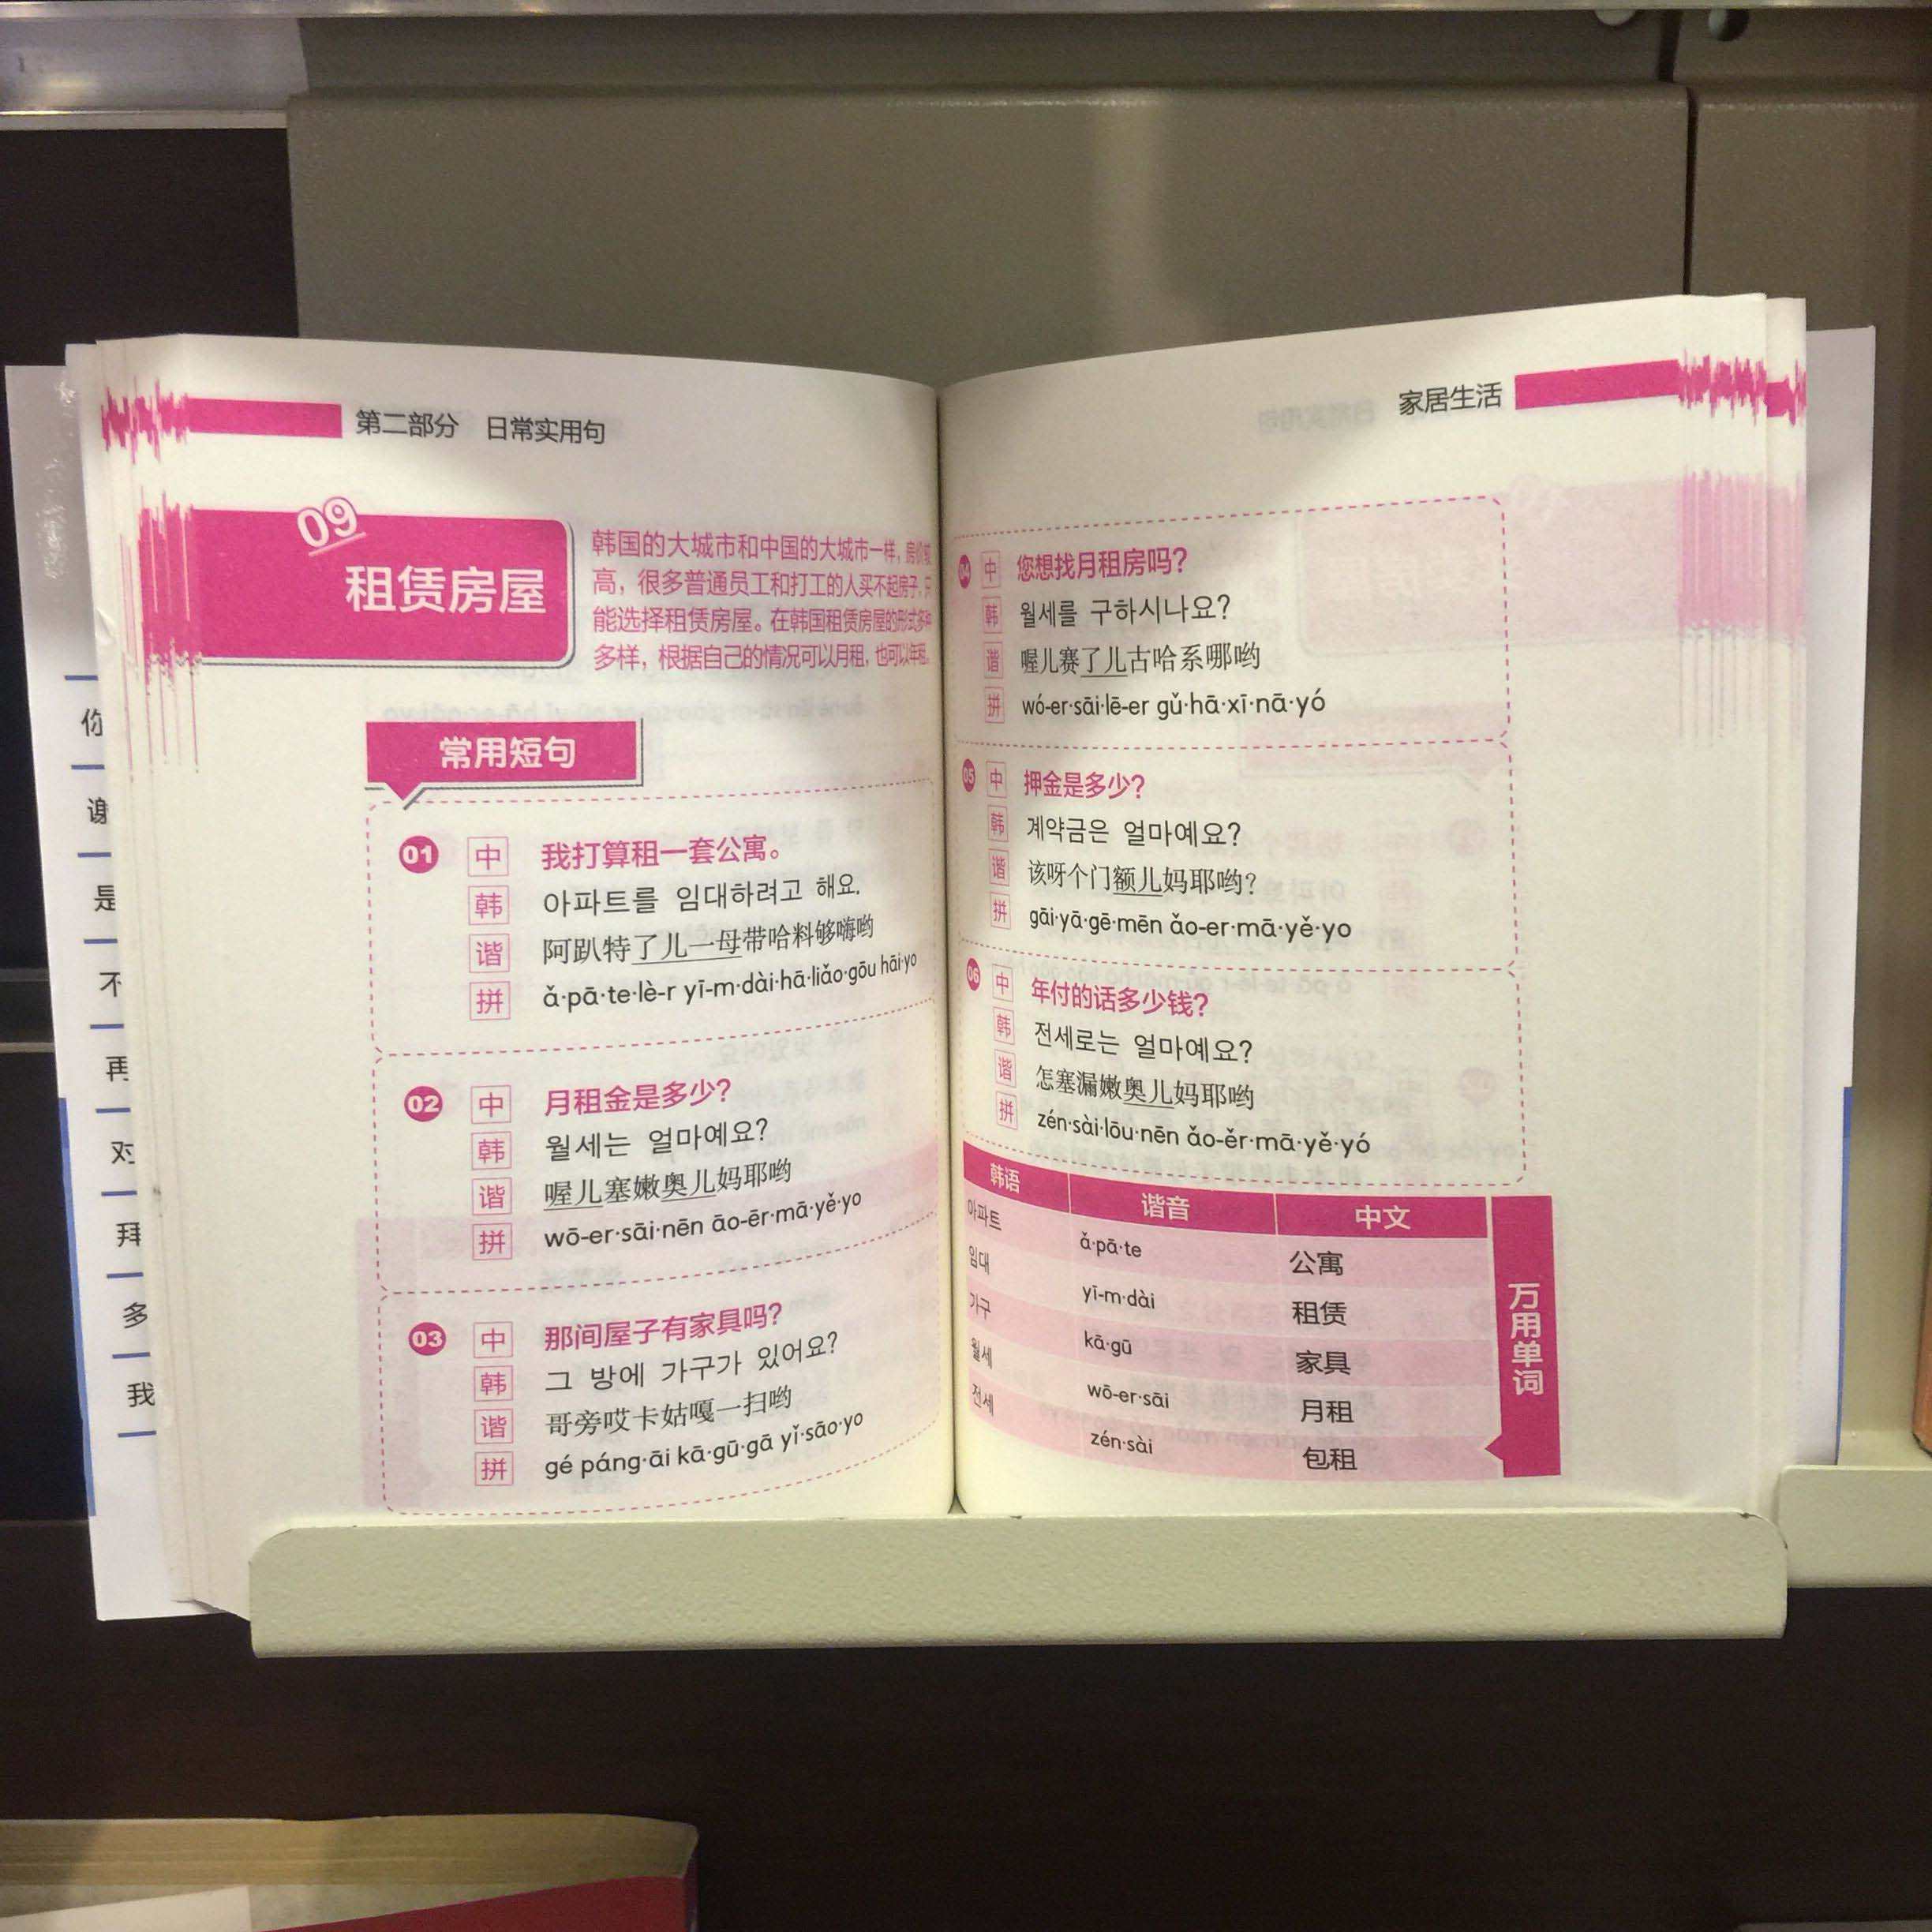 第二部分 日常实用句
09
租赁房屋
韩国的大城市和中国的大城市一样，房价较
高，很多普通员工和打工的人买不起房子，只
能选择租赁房屋。在韩国租赁房屋的形式多种
多样，根据自己的情况可以月租，也可以年租。
常用短句
01 中 我打算租一套公寓。
韩 아파트를 임대하려고 해요.
谐 阿趴特了儿一母带哈料够嗨哟
拼 ǎ·pā·te·lè-r yī-m·dài·hā·liǎo·gōu hāi·yo
02 中 月租金是多少？
韩 월세는 얼마예요?
谐 喔儿塞嫩奥儿妈耶哟
拼 wō-er·sāi·nēn āo-ēr·mā·yě·yo
03 中 那间屋子有家具吗？
韩 그 방에 가구가 있어요?
谐 哥旁哎卡姑嘎一扫哟
拼 gé páng·āi kā·gū·gā yǐ·sāo·yo
家居生活
04 中 您想找月租房吗？
韩 월세를 구하시나요?
谐 喔儿赛了儿古哈系哪哟
拼 wó-er·sāi·lē-er gǔ·hā·xī·nā·yó
05 中 押金是多少？
韩 계약금은 얼마예요?
谐 该呀个门额儿妈耶哟？
拼 gāi·yā·gē·mēn ǎo-er·mā·yě·yo
06 中 年付的话多少钱？
韩 전세로는 얼마예요?
谐 怎塞漏嫩奥儿妈耶哟
拼 zén·sài·lōu·nēn ǎo-ěr·mā·yě·yó
韩语 谐音 中文
아파트 ǎ·pā·te 公寓
임대 yī-m·dài 租赁
가구 kā·gū 家具
월세 wō-er·sāi 月租
전세 zén·sài 包租
万用单词
你
谢
是
不
再
对
拜
多
我